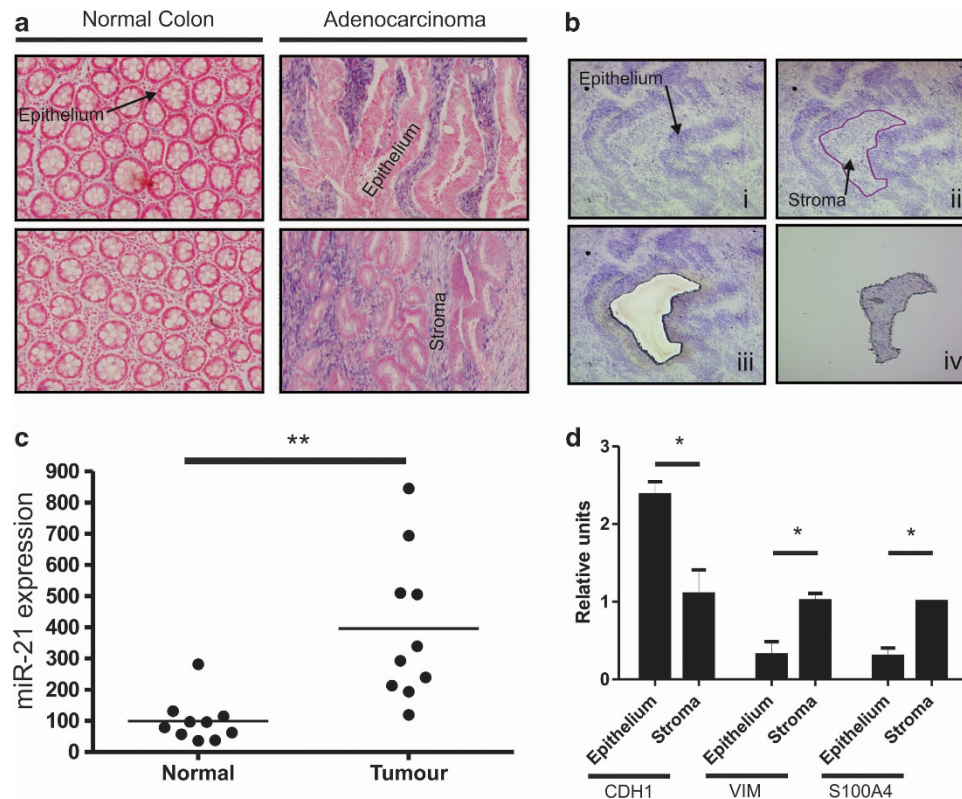 a
Normal Colon
Adenocarcinoma
Epithelium
Epithelium
Stroma
b
Epithelium
i
Stroma
ii
iii
iv
c
**
miR-21 expression
900
800
700
600
500
400
300
200
100
0
Normal
Tumour
d
Relative units
3
2
1
0
*
*
*
Epithelium
Stroma
Epithelium
Stroma
Epithelium
Stroma
CDH1
VIM
S100A4